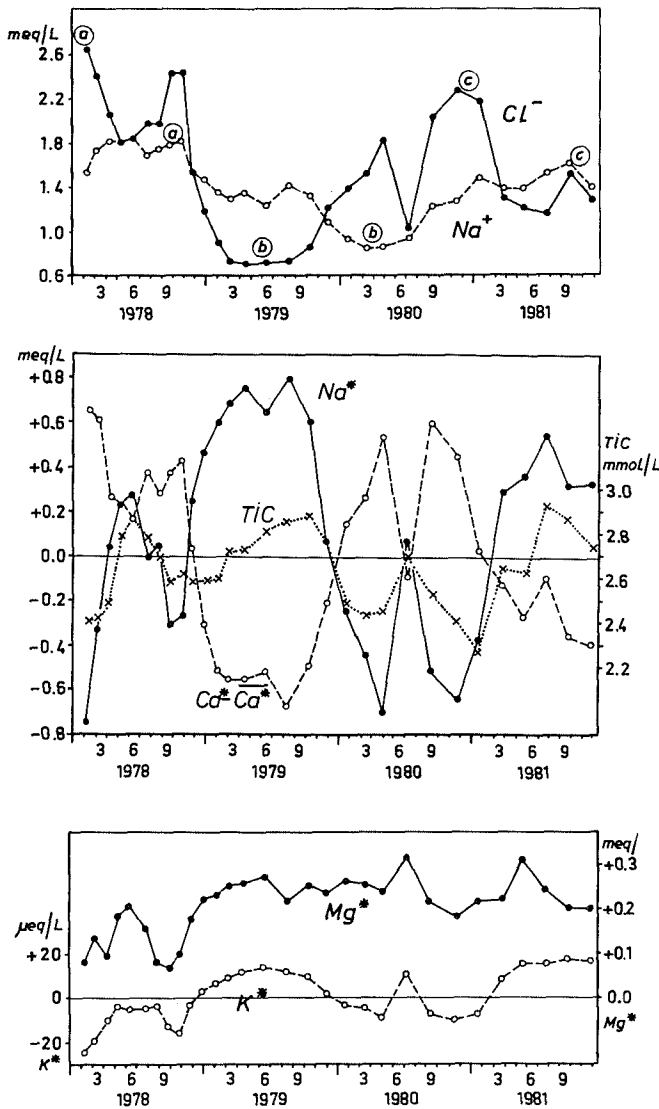 meq/L
ⓐ
2.6
2.2
ⓒ
CL⁻
1.8
ⓐ
ⓒ
1.4
1.0
ⓑ
ⓑ
Na⁺
0.6
3 6 9 3 6 9 3 6 9 3 6 9
1978 1979 1980 1981
meq/L
+0.8
Na*
+0.6
TiC
mmol/L
+0.4
3.0
+0.2
TiC
2.8
0.0
2.6
-0.2
2.4
-0.4
2.2
-0.6
Ca*- C̅a̅*̅
-0.8
3 6 9 3 6 9 3 6 9 3 6 9
1978 1979 1980 1981
meq/
+0.3
Mg*
+0.2
μeq/L
+20
+0.1
0
K*
0.0
-20
K*
Mg*
3 6 9 3 6 9 3 6 9 3 6 9
1978 1979 1980 1981